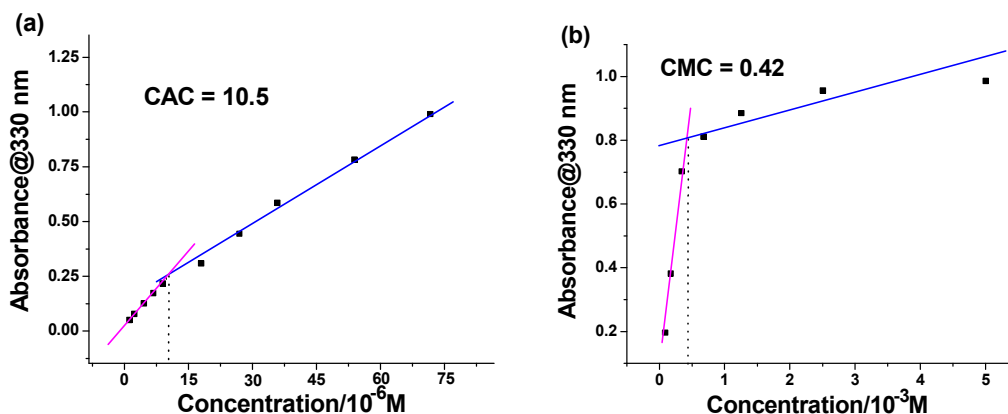 (a)
CAC = 10.5
Absorbance@330 nm
1.25
1.00
0.75
0.50
0.25
0.00
0 15 30 45 60 75
Concentration/10⁻⁶M
(b)
CMC = 0.42
Absorbance@330 nm
1.0
0.8
0.6
0.4
0.2
0 1 2 3 4 5
Concentration/10⁻³M